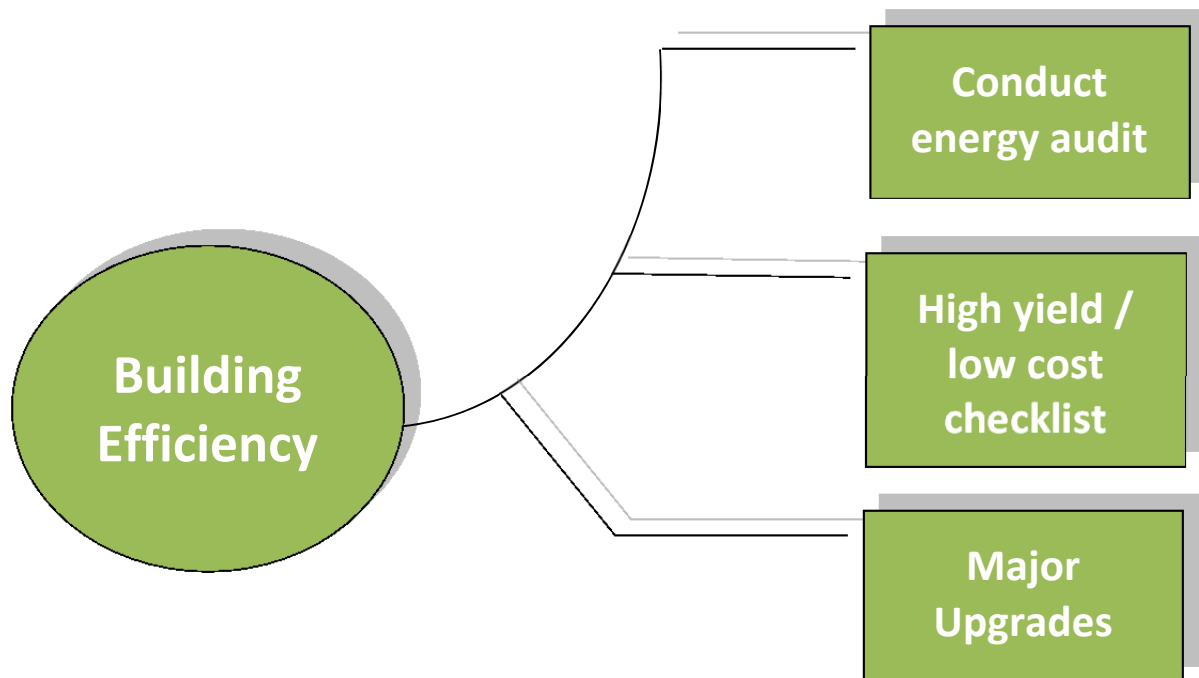 Building
Efficiency
Conduct
energy audit
High yield /
low cost
checklist
Major
Upgrades